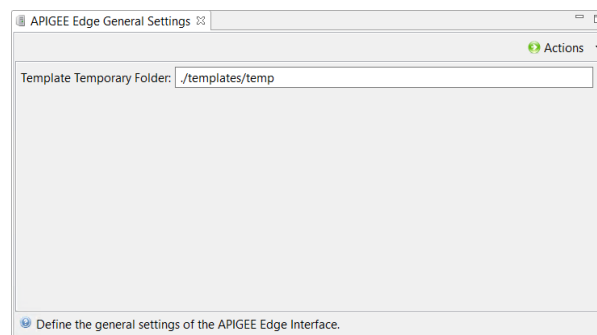 APIGEE Edge General Settings
Actions
Template Temporary Folder: ./templates/temp
Define the general settings of the APIGEE Edge Interface.